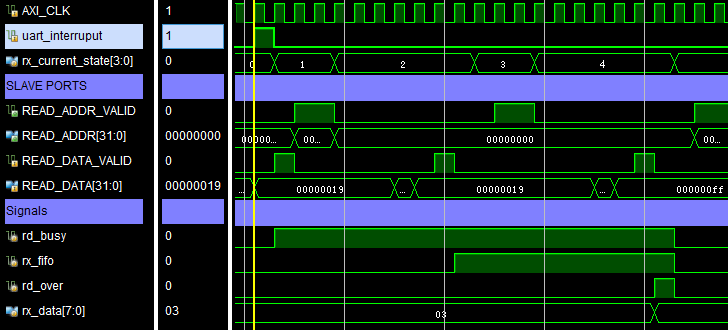 AXI_CLK 1
uart_interruput 1
rx_current_state[3:0] 0 0 1 2 3 4
SLAVE PORTS
READ_ADDR_VALID 0
READ_ADDR[31:0] 00000000 00000... 00... 00000000 00...
READ_DATA_VALID 0
READ_DATA[31:0] 00000019 ... 00000019 ... 00000019 ... 000000ff
Signals
rd_busy 0
rx_fifo 0
rd_over 0
rx_data[7:0] 03 03